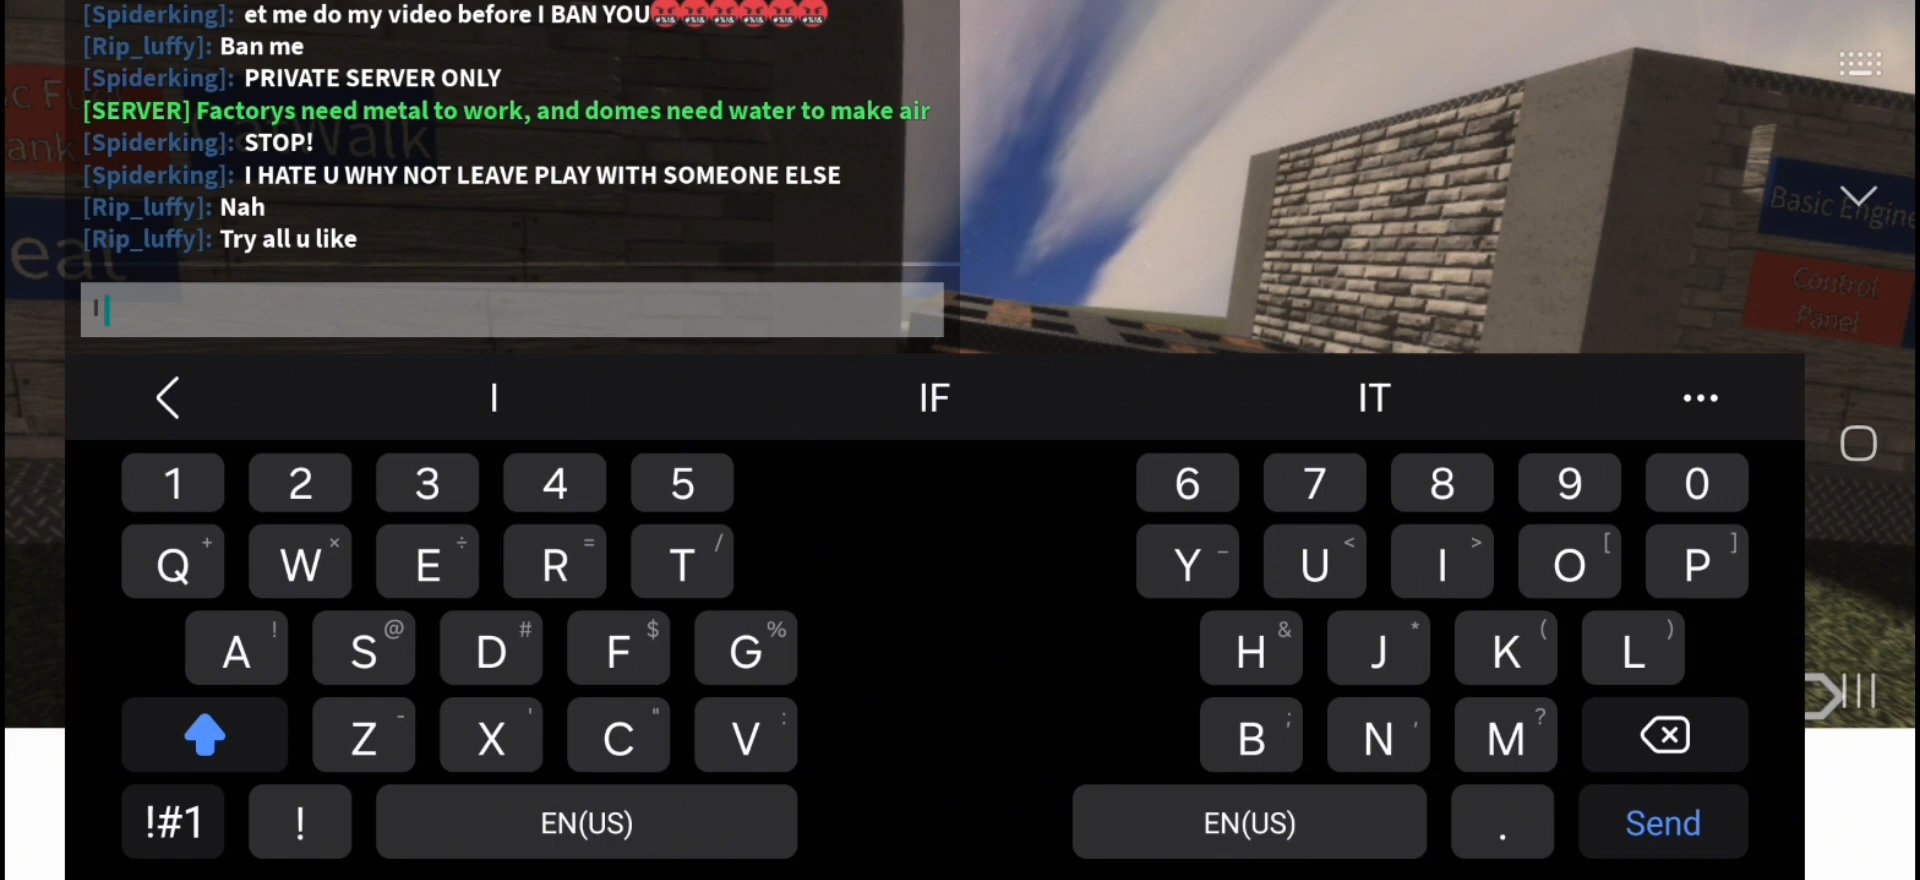 [Spiderking]: et me do my video before I BAN YOU
[Rip_luffy]: Ban me
[Spiderking]: PRIVATE SERVER ONLY
[SERVER] Factorys need metal to work, and domes need water to make air
[Spiderking]: STOP!
[Spiderking]: I HATE U WHY NOT LEAVE PLAY WITH SOMEONE ELSE
[Rip_luffy]: Nah
[Rip_luffy]: Try all u like
Basic Engine
Control
Panel
I
I IF IT
1 2 3 4 5 6 7 8 9 0
Q + W × E ÷ R = T / Y _ U < I > O [ P ]
A ! S @ D # F $ G % H & J * K ( L )
Z - X ' C " V : B ; N , M ?
!#1 ! EN(US) EN(US) . Send